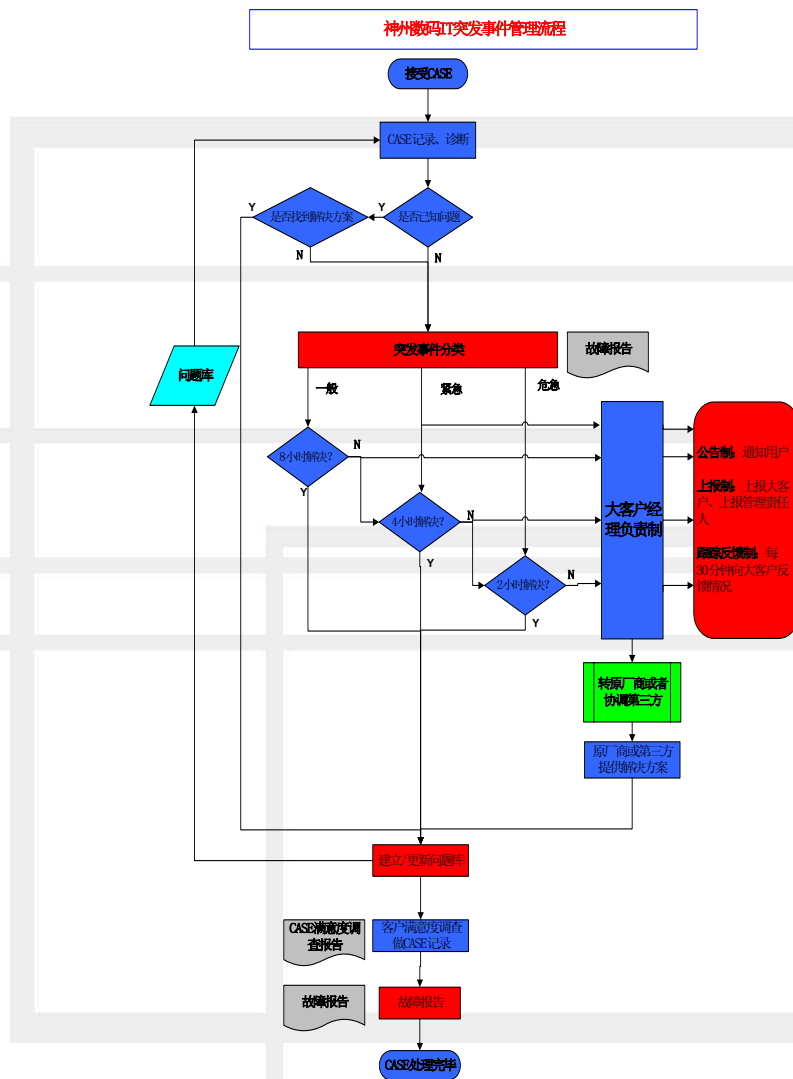 神州数码IT突发事件管理流程
接受CASE
CASE记录、诊断
Y
Y
是否找到解决方案
是否已知问题
N
N
突发事件分类
故障报告
问题库
一般
紧急
危急
8小时解决?
N
Y
4小时解决?
N
Y
2小时解决?
N
Y
大客户经
理负责制
公告制：通知用户
上报制：上报大客
户、上报管理责任
人
跟踪反馈制：每
30分钟向大客户反
馈情况
转原厂商或者
协调第三方
原厂商或第三方
提供解决方案
建立/更新问题库
CASE满意度调
查报告
客户满意度调查
做CASE记录
故障报告
故障报告
CASE处理完毕